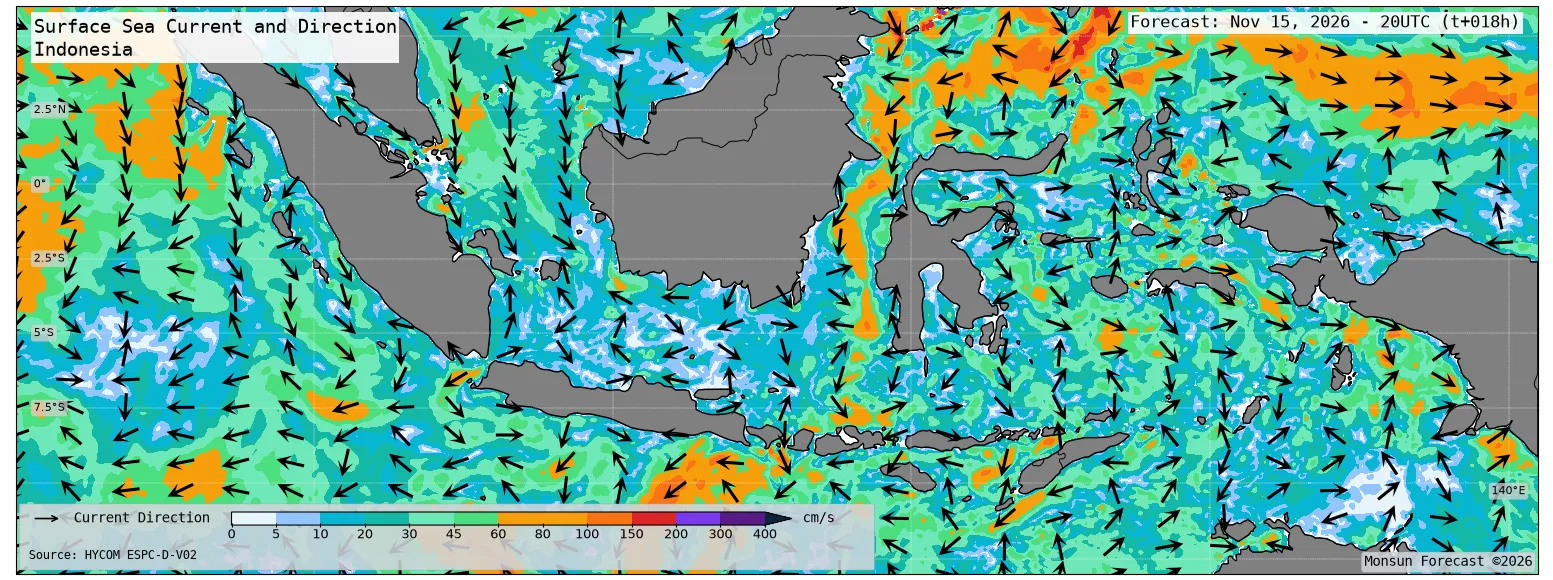 Surface Sea Current and Direction
Indonesia
Forecast: Nov 15, 2026 - 20UTC (t+018h)
2.5°N
0°
2.5°S
5°S
7.5°S
140°E
Current Direction
0 5 10 20 30 45 60 80 100 150 200 300 400
cm/s
Source: HYCOM ESPC-D-V02
Monsun Forecast ©2026